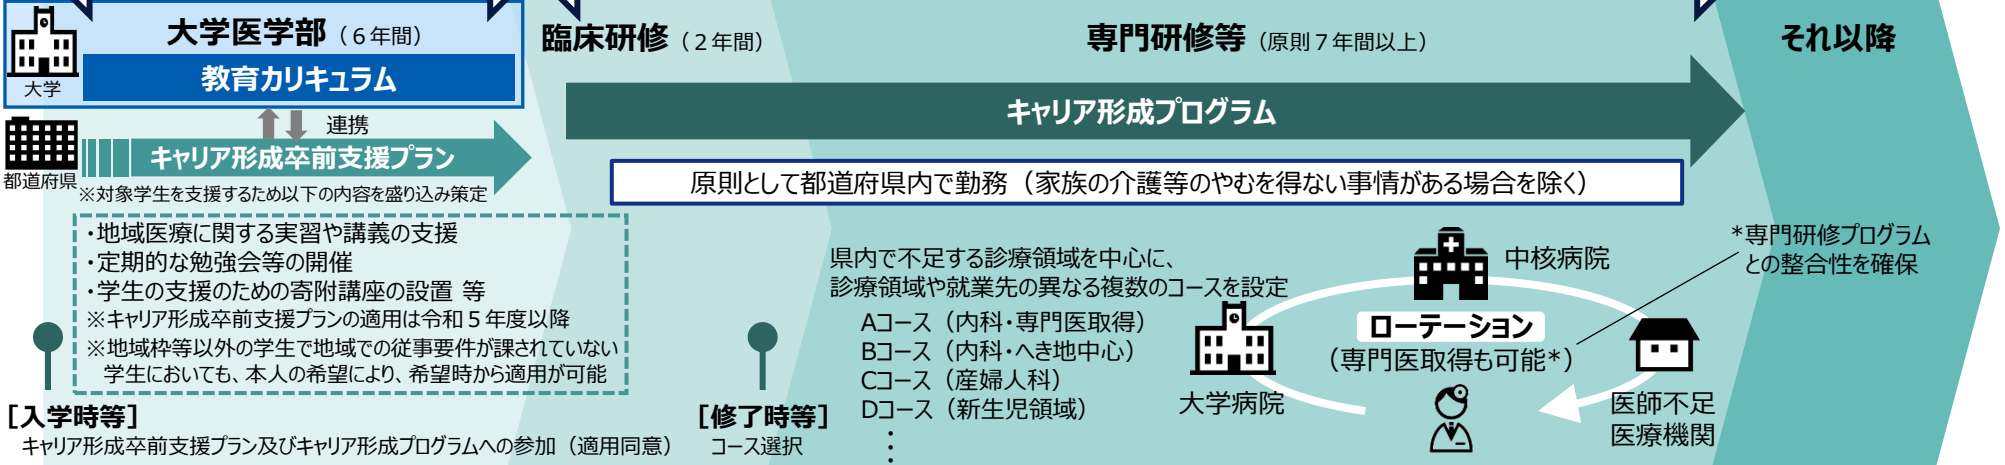 大学医学部（６年間）
教育カリキュラム
大学
連携
都道府県
キャリア形成卒前支援プラン
※対象学生を支援するため以下の内容を盛り込み策定
・地域医療に関する実習や講義の支援
・定期的な勉強会等の開催
・学生の支援のための寄附講座の設置 等
※キャリア形成卒前支援プランの適用は令和５年度以降
※地域枠等以外の学生で地域での従事要件が課されていない
学生においても、本人の希望により、希望時から適用が可能
［入学時等］
キャリア形成卒前支援プラン及びキャリア形成プログラムへの参加（適用同意）
臨床研修（２年間）
専門研修等（原則７年間以上）
それ以降
キャリア形成プログラム
原則として都道府県内で勤務（家族の介護等のやむを得ない事情がある場合を除く）
［修了時等］
コース選択
県内で不足する診療領域を中心に、
診療領域や就業先の異なる複数のコースを設定
Aコース（内科・専門医取得）
Bコース（内科・へき地中心）
Cコース（産婦人科）
Dコース（新生児領域）
・
・
・
中核病院
ローテーション
（専門医取得も可能*）
大学病院
医師不足
医療機関
*専門研修プログラム
との整合性を確保